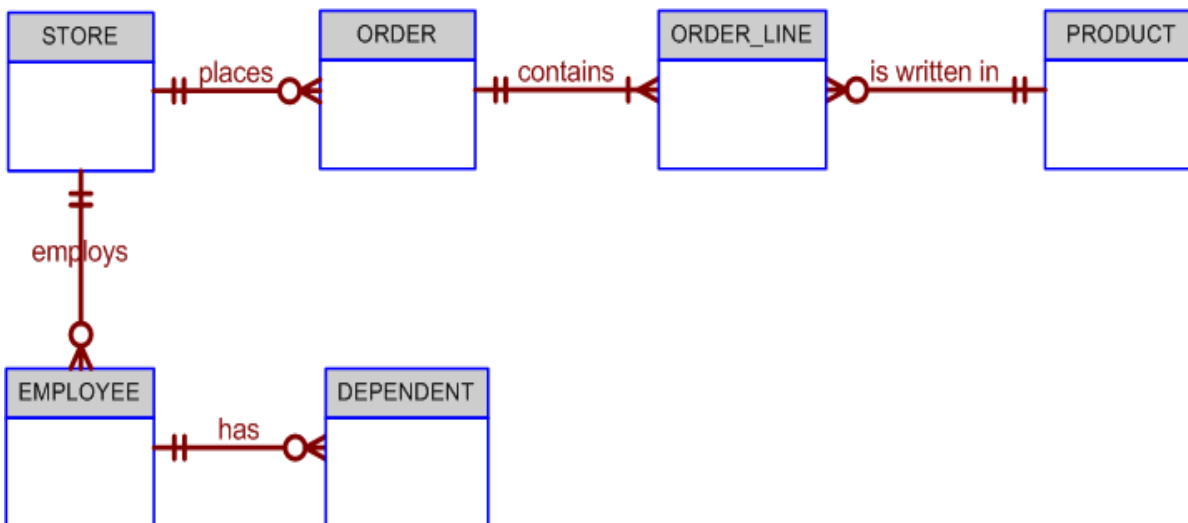 STORE
places
ORDER
contains
ORDER_LINE
is written in
PRODUCT
employs
EMPLOYEE
has
DEPENDENT